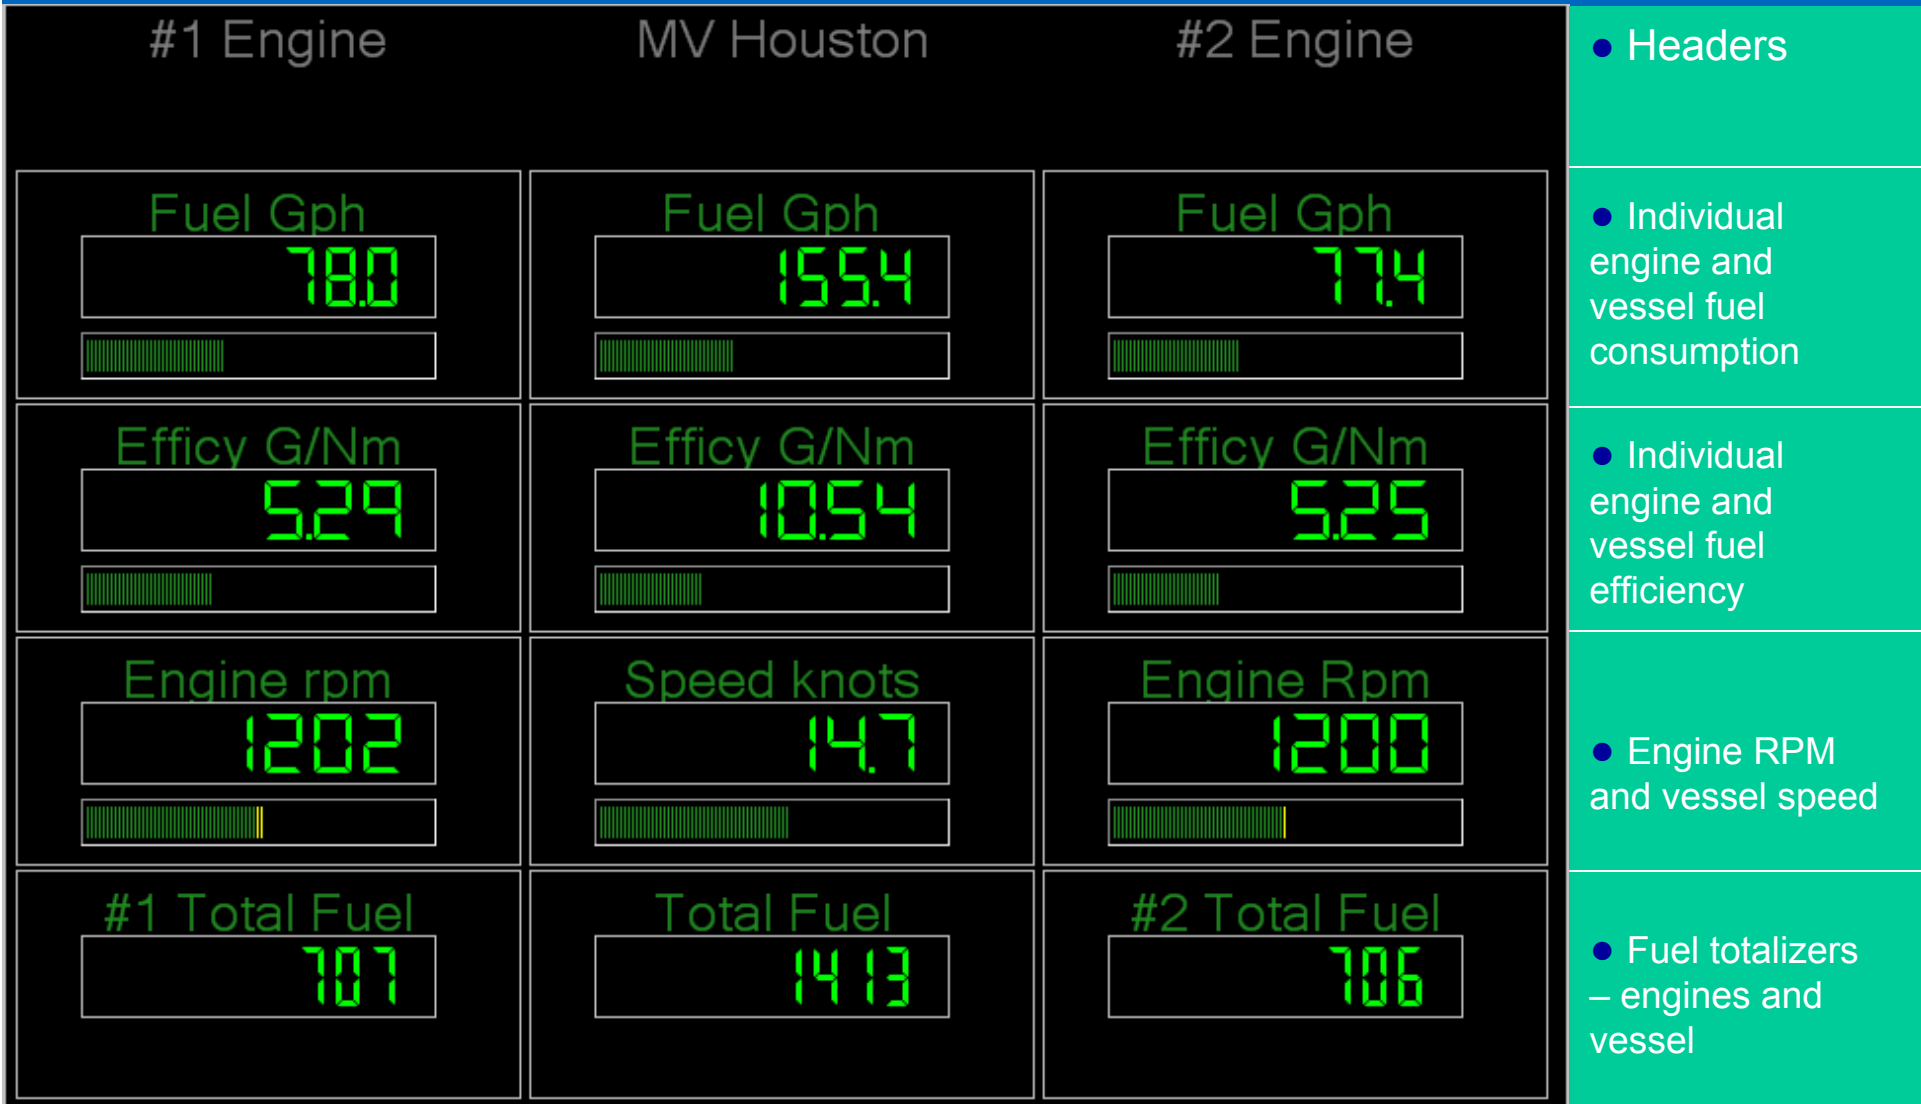 #1 Engine MV Houston #2 Engine
Fuel Gph Fuel Gph Fuel Gph
78.0 155.4 77.4
Efficy G/Nm Efficy G/Nm Efficy G/Nm
5.29 10.54 5.25
Engine rpm Speed knots Engine Rpm
1202 14.7 1200
#1 Total Fuel Total Fuel #2 Total Fuel
707 1413 706
● Headers
● Individual
engine and
vessel fuel
consumption
● Individual
engine and
vessel fuel
efficiency
● Engine RPM
and vessel speed
● Fuel totalizers
– engines and
vessel